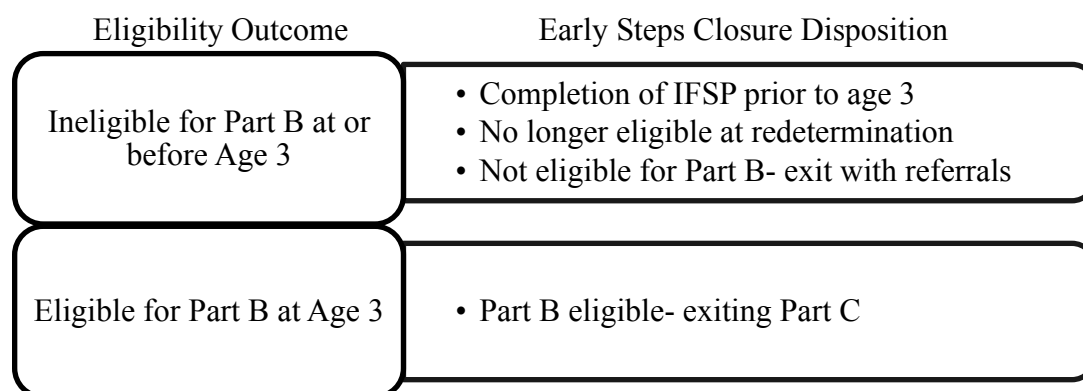 Eligibility Outcome
Early Steps Closure Disposition
Ineligible for Part B at or
before Age 3
• Completion of IFSP prior to age 3
• No longer eligible at redetermination
• Not eligible for Part B- exit with referrals
Eligible for Part B at Age 3
• Part B eligible- exiting Part C